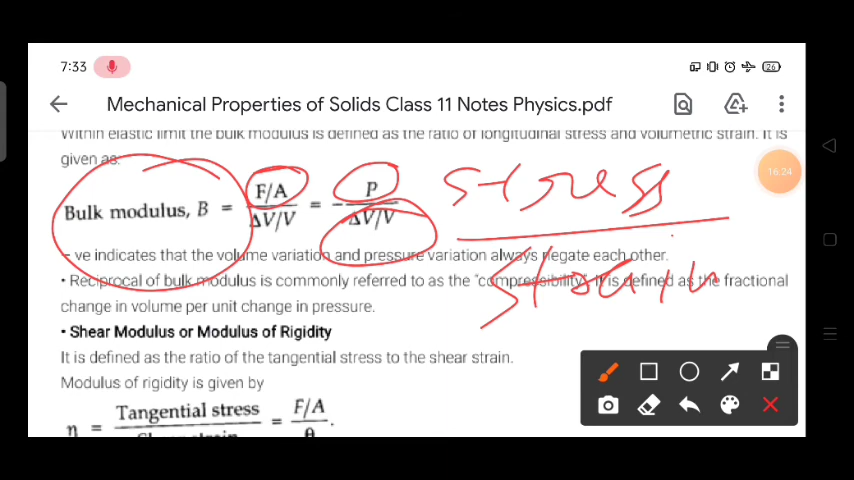 7:33
26
Mechanical Properties of Solids Class 11 Notes Physics.pdf
Within elastic limit the bulk modulus is defined as the ratio of longitudinal stress and volumetric strain. It is
given as:
Bulk modulus, B = F/A / ΔV/V = - P / ΔV/V
stress
strain
16:24
- ve indicates that the volume variation and pressure variation always negate each other.
• Reciprocal of bulk modulus is commonly referred to as the "compressibility". It is defined as the fractional
change in volume per unit change in pressure.
• Shear Modulus or Modulus of Rigidity
It is defined as the ratio of the tangential stress to the shear strain.
Modulus of rigidity is given by
η = Tangential stress / Shear strain = F/A / θ .